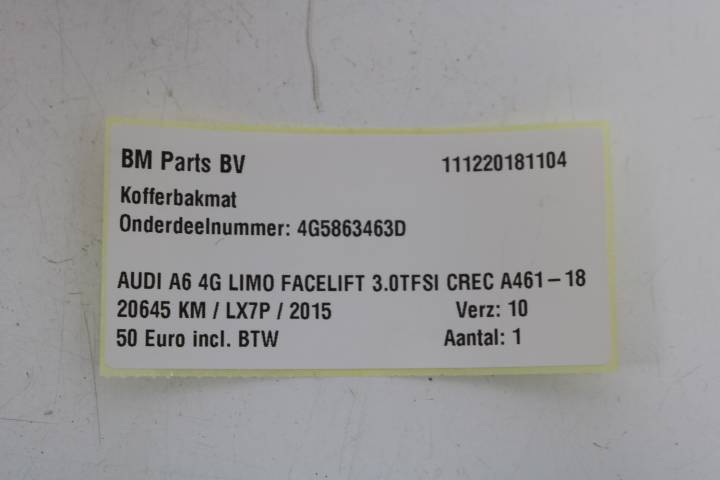 BM Parts BV 111220181104
Kofferbakmat
Onderdeelnummer: 4G5863463D
AUDI A6 4G LIMO FACELIFT 3.0TFSI CREC A461-18
20645 KM / LX7P / 2015 Verz: 10
50 Euro incl. BTW Aantal: 1